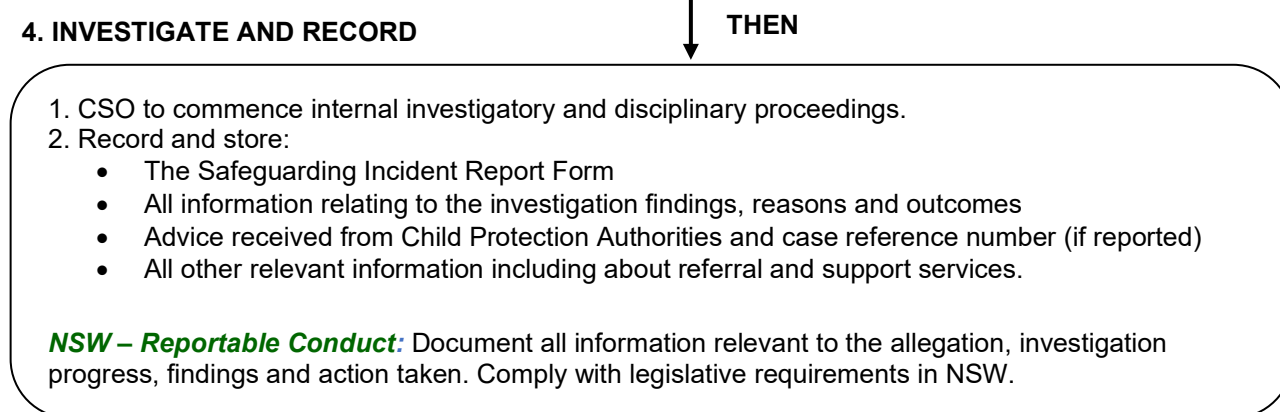 4. INVESTIGATE AND RECORD
THEN
1. CSO to commence internal investigatory and disciplinary proceedings.
2. Record and store:
• The Safeguarding Incident Report Form
• All information relating to the investigation findings, reasons and outcomes
• Advice received from Child Protection Authorities and case reference number (if reported)
• All other relevant information including about referral and support services.
NSW – Reportable Conduct: Document all information relevant to the allegation, investigation
progress, findings and action taken. Comply with legislative requirements in NSW.